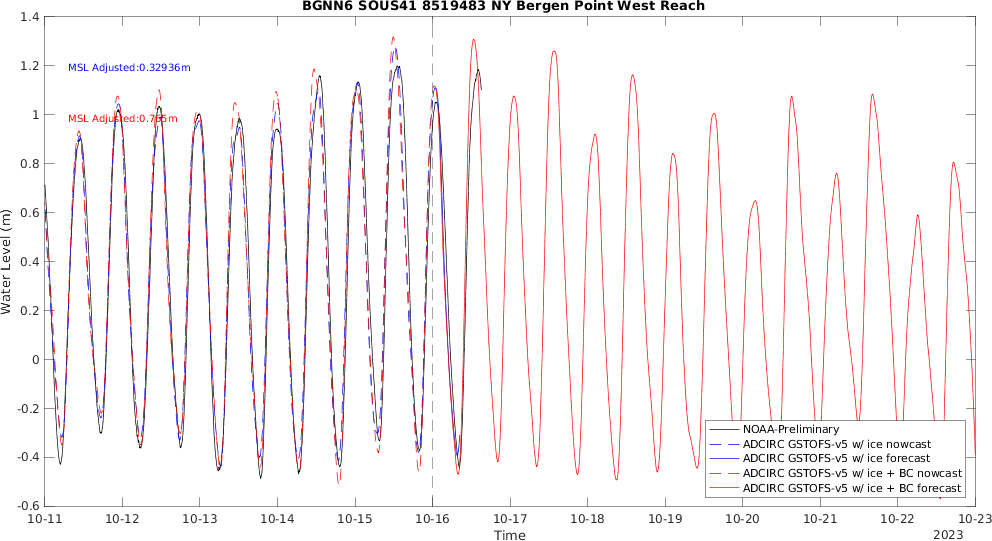 BGNN6 SOUS41 8519483 NY Bergen Point West Reach
1.4
1.2
1
0.8
0.6
0.4
0.2
0
-0.2
-0.4
-0.6
Water Level (m)
MSL Adjusted:0.32936m
MSL Adjusted:0.765m
NOAA-Preliminary
ADCIRC GSTOFS-v5 w/ ice nowcast
ADCIRC GSTOFS-v5 w/ ice forecast
ADCIRC GSTOFS-v5 w/ ice + BC nowcast
ADCIRC GSTOFS-v5 w/ ice + BC forecast
10-11 10-12 10-13 10-14 10-15 10-16 10-17 10-18 10-19 10-20 10-21 10-22 10-23
Time
2023